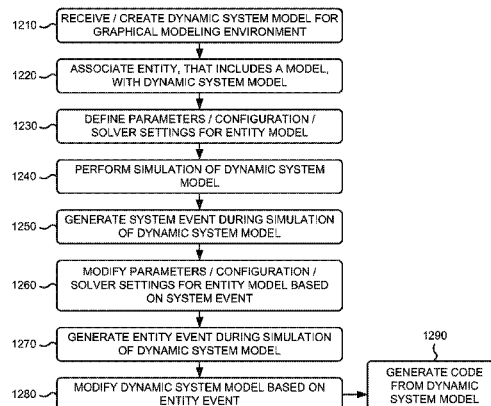 1210
RECEIVE / CREATE DYNAMIC SYSTEM MODEL FOR
GRAPHICAL MODELING ENVIRONMENT
1220
ASSOCIATE ENTITY, THAT INCLUDES A MODEL,
WITH DYNAMIC SYSTEM MODEL
1230
DEFINE PARAMETERS / CONFIGURATION /
SOLVER SETTINGS FOR ENTITY MODEL
1240
PERFORM SIMULATION OF DYNAMIC SYSTEM
MODEL
1250
GENERATE SYSTEM EVENT DURING SIMULATION
OF DYNAMIC SYSTEM MODEL
1260
MODIFY PARAMETERS / CONFIGURATION /
SOLVER SETTINGS FOR ENTITY MODEL BASED
ON SYSTEM EVENT
1270
GENERATE ENTITY EVENT DURING SIMULATION
OF DYNAMIC SYSTEM MODEL
1280
MODIFY DYNAMIC SYSTEM MODEL BASED ON
ENTITY EVENT
1290
GENERATE CODE
FROM DYNAMIC
SYSTEM MODEL